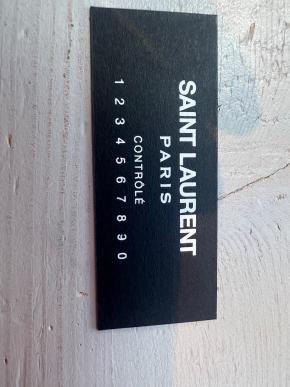 SAINT LAURENT
PARIS
CONTRÔLÉ
1 2 3 4 5 6 7 8 9 0